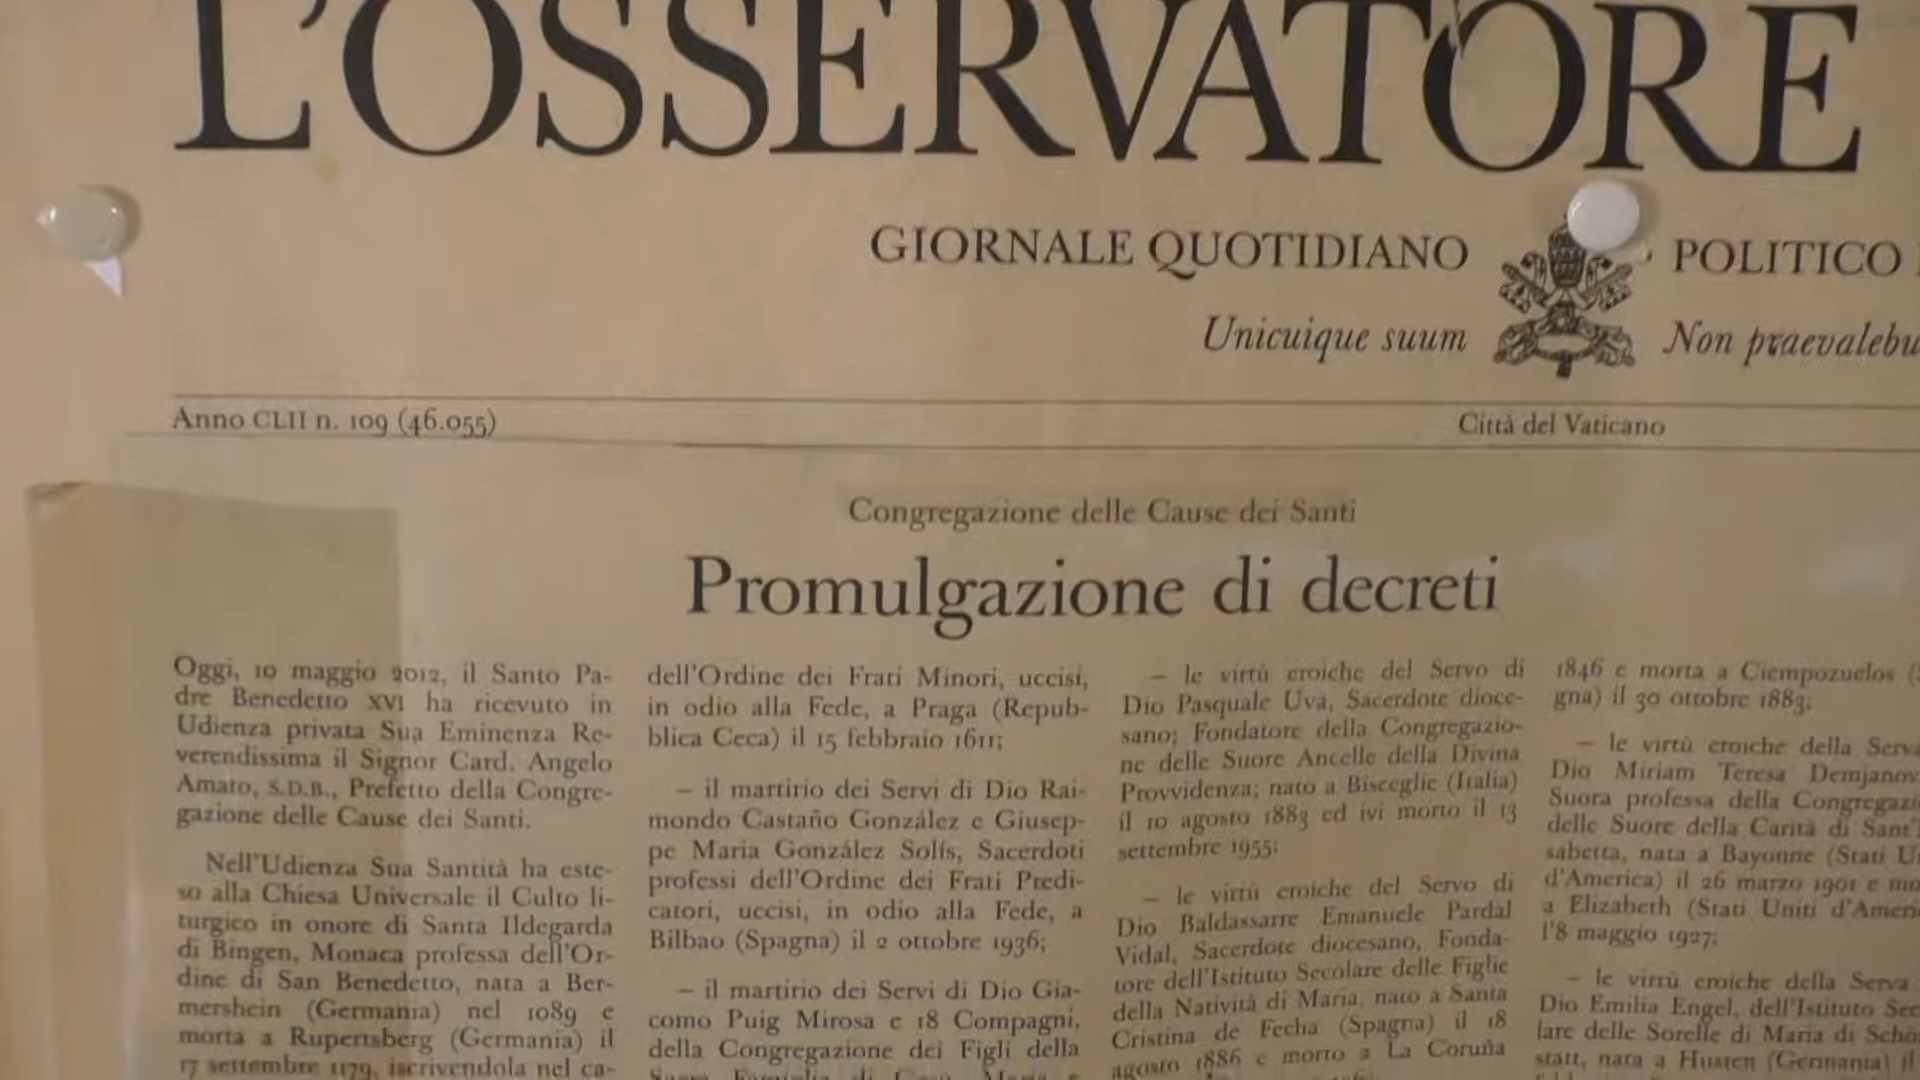 L'OSSERVATORE
GIORNALE QUOTIDIANO POLITICO
Unicuique suum Non praevalebu
Anno CLII n. 109 (46.055) Città del Vaticano
Congregazione delle Cause dei Santi
Promulgazione di decreti
Oggi, 10 maggio 2012, il Santo Pa-
dre Benedetto XVI ha ricevuto in
Udienza privata Sua Eminenza Re-
verendissima il Signor Card. Angelo
Amato, S.D.B., Prefetto della Congre-
gazione delle Cause dei Santi.
Nell'Udienza Sua Santità ha este-
so alla Chiesa Universale il Culto li-
turgico in onore di Santa Ildegarda
di Bingen, Monaca professa dell'Or-
dine di San Benedetto, nata a Ber-
mershein (Germania) nel 1089 e
morta a Rupertsberg (Germania) il
17 settembre 1179, iscrivendola nel ca-
dell'Ordine dei Frati Minori, uccisi,
in odio alla Fede, a Praga (Repub-
blica Ceca) il 15 febbraio 1611;
– il martirio dei Servi di Dio Rai-
mondo Castaño González e Giusep-
pe Maria González Solís, Sacerdoti
professi dell'Ordine dei Frati Predi-
catori, uccisi, in odio alla Fede, a
Bilbao (Spagna) il 2 ottobre 1936;
– il martirio dei Servi di Dio Gia-
como Puig Mirosa e 18 Compagni,
della Congregazione dei Figli della
– le virtù eroiche del Servo di
Dio Pasquale Uva, Sacerdote dioce-
sano; Fondatore della Congregazio-
ne delle Suore Ancelle della Divina
Provvidenza; nato a Bisceglie (Italia)
il 10 agosto 1883 ed ivi morto il 13
settembre 1955;
– le virtù eroiche del Servo di
Dio Baldassarre Emanuele Pardal
Vidal, Sacerdote diocesano, Fonda-
tore dell'Istituto Secolare delle Figlie
della Natività di Maria, nato a Santa
Cristina de Fecha (Spagna) il 18
agosto 1886 e morto a La Coruña
1846 e morta a Ciempozuelos (
gna) il 30 ottobre 1883;
– le virtù eroiche della Serva
Dio Miriam Teresa Demjanov
Suora professa della Congregazi
delle Suore della Carità di Sant'
sabetta, nata a Bayonne (Stati U
d'America) il 26 marzo 1901 e mo
a Elizabeth (Stati Uniti d'Ameri
l'8 maggio 1927;
– le virtù eroiche della Serva
Dio Emilia Engel, dell'Istituto Sec
lare delle Sorelle di Maria di Schö
statt, nata a Husten (Germania) il